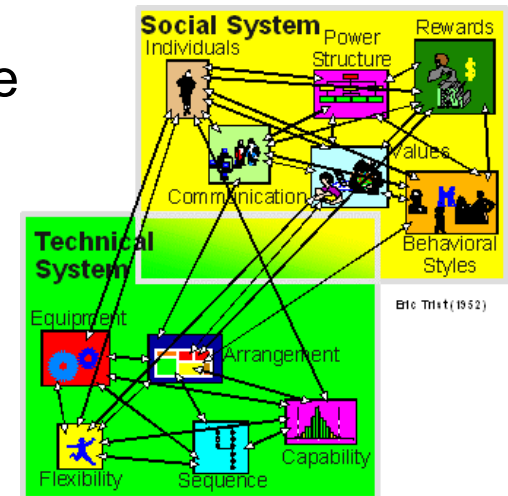 e
Social System
Individuals
Power
Structure
Rewards
$
Communication
Values
Behavioral
Styles
Technical
System
Eric Trist (1952)
Equipment
Arrangement
Flexibility
Sequence
Capability